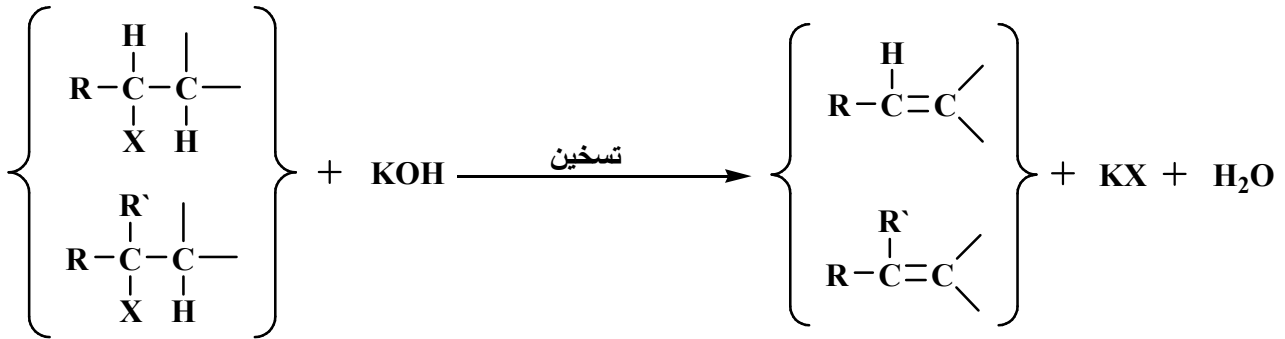 H
R–C–C–
X H
R`
R–C–C–
X H
+ KOH
تسخين
H
R–C=C
R`
R–C=C
+ KX + H₂O